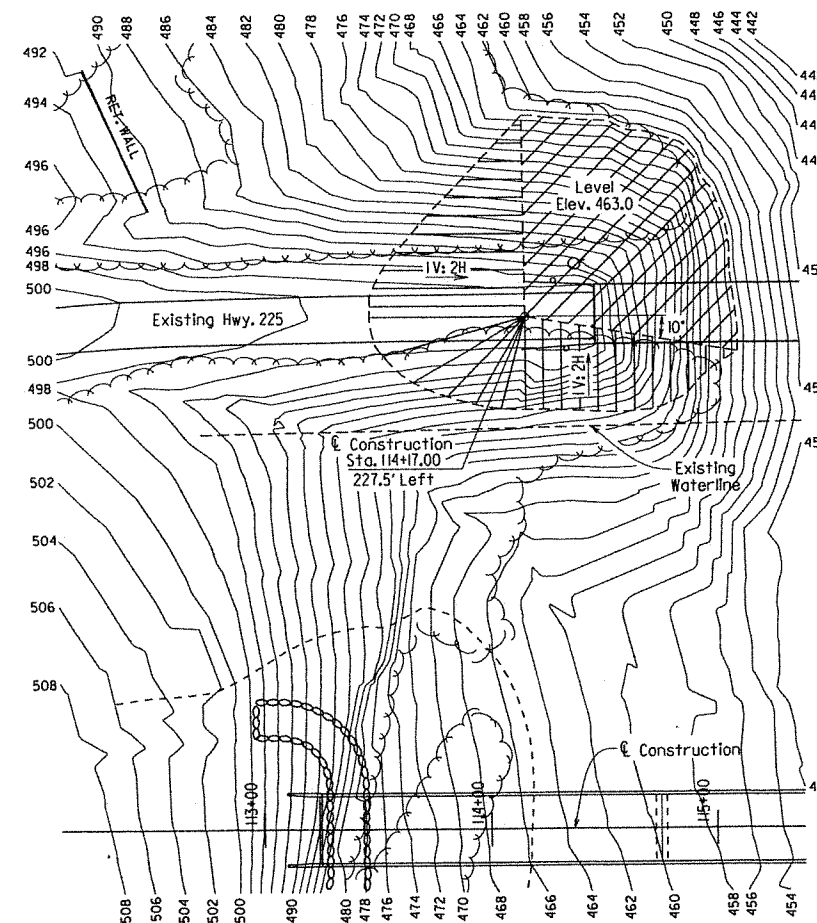 490 488 486 484 482 480 478 476 474 472 470 468 466 464 462 460 458 456 454 452 450 448 446 444 442
492
494
496
496
496
498
500
500
498
500
502
504
506
508
RET. WALL
Level
Elev. 463.0
1V: 2H
Existing Hwy. 225
10'
1V: 2H
℄ Construction
Sta. 114+17.00
227.5' Left
Existing
Waterline
℄ Construction
113+00
114+00
115+00
508 506 504 502 500 490 480 478 476 474 472 470 468 466 464 462 460 458 456 454